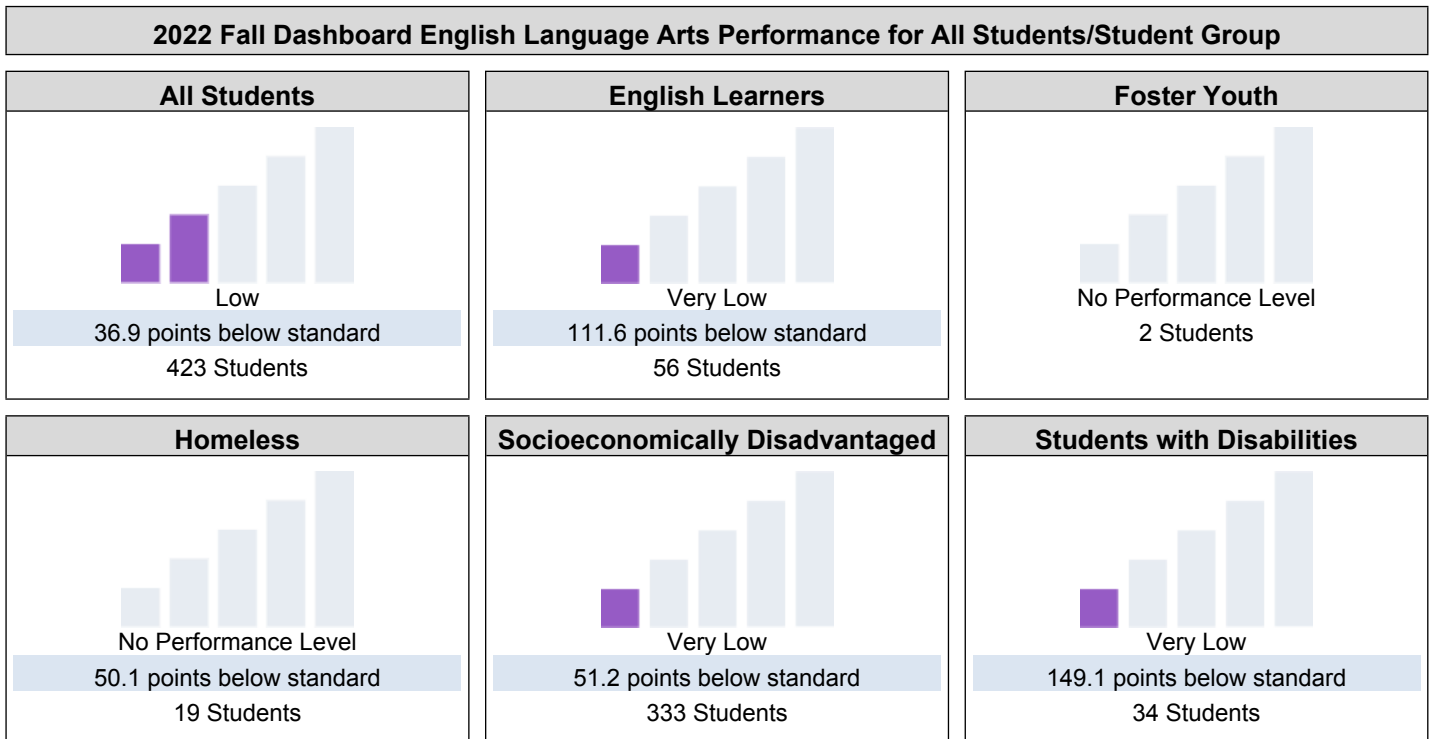 2022 Fall Dashboard English Language Arts Performance for All Students/Student Group
All Students
Low
36.9 points below standard
423 Students
English Learners
Very Low
111.6 points below standard
56 Students
Foster Youth
No Performance Level
2 Students
Homeless
No Performance Level
50.1 points below standard
19 Students
Socioeconomically Disadvantaged
Very Low
51.2 points below standard
333 Students
Students with Disabilities
Very Low
149.1 points below standard
34 Students